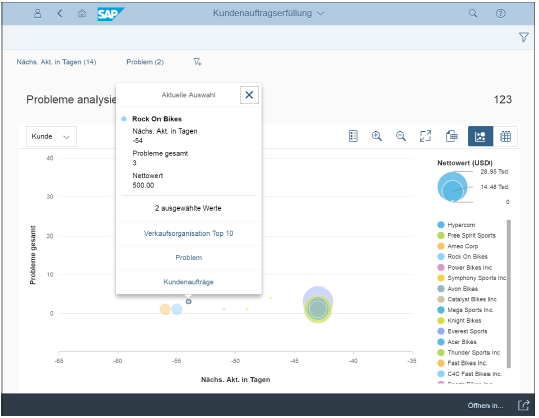 SAP
Kundenauftragserfüllung
Nächs. Akt. in Tagen (14)
Problem (2)
Probleme analysie
123
Aktuelle Auswahl
Rock On Bikes
Nächs. Akt. in Tagen
-54
Probleme gesamt
3
Nettowert
500.00
2 ausgewählte Werte
Verkaufsorganisation Top 10
Problem
Kundenaufträge
Kunde
Probleme gesamt
40
30
20
10
0
-65
-60
-55
-50
-45
-40
-35
Nächs. Akt. in Tagen
Nettowert (USD)
28.95 Tsd.
14.48 Tsd.
0
Hypercom
Free Spirit Sports
Ameo Corp
Rock On Bikes
Power Bikes Inc
Symphony Sports Inc
Avon Bikes
Catalyst Bikes Inc
Mega Sports Inc
Knight Bikes
Everest Sports
Acer Bikes
Thunder Sports Inc
Fast Bikes Inc.
C4C Fast Bikes Inc.
Öffnen in...